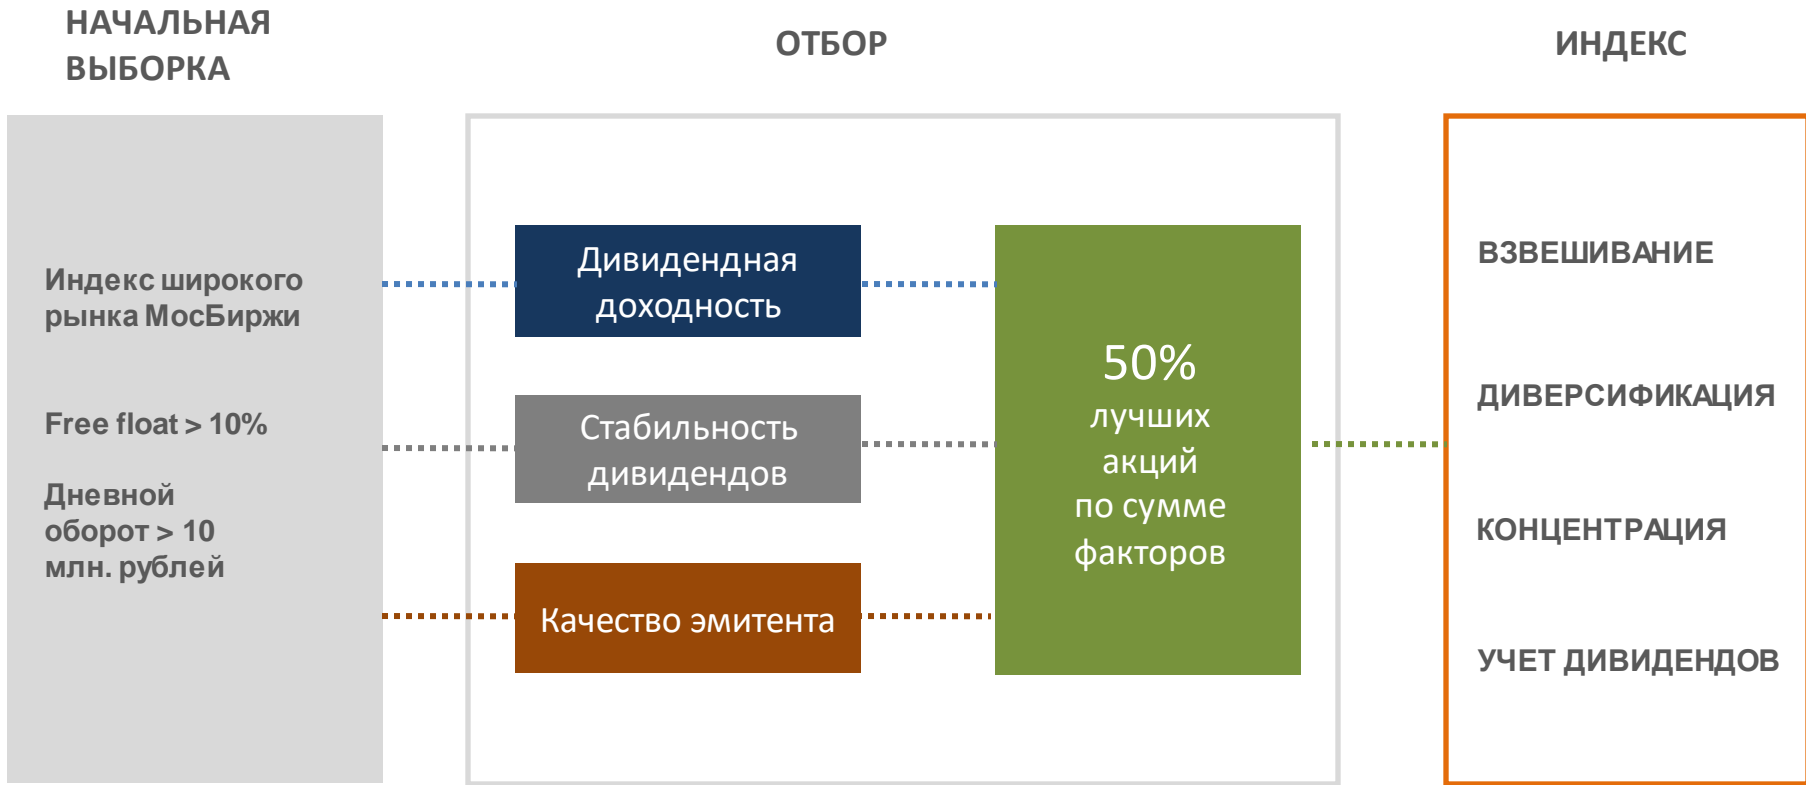 НАЧАЛЬНАЯ
ВЫБОРКА
ОТБОР
ИНДЕКС
Индекс широкого
рынка МосБиржи
Free float > 10%
Дневной
оборот > 10
млн. рублей
Дивидендная
доходность
Стабильность
дивидендов
Качество эмитента
50%
лучших
акций
по сумме
факторов
ВЗВЕШИВАНИЕ
ДИВЕРСИФИКАЦИЯ
КОНЦЕНТРАЦИЯ
УЧЕТ ДИВИДЕНДОВ